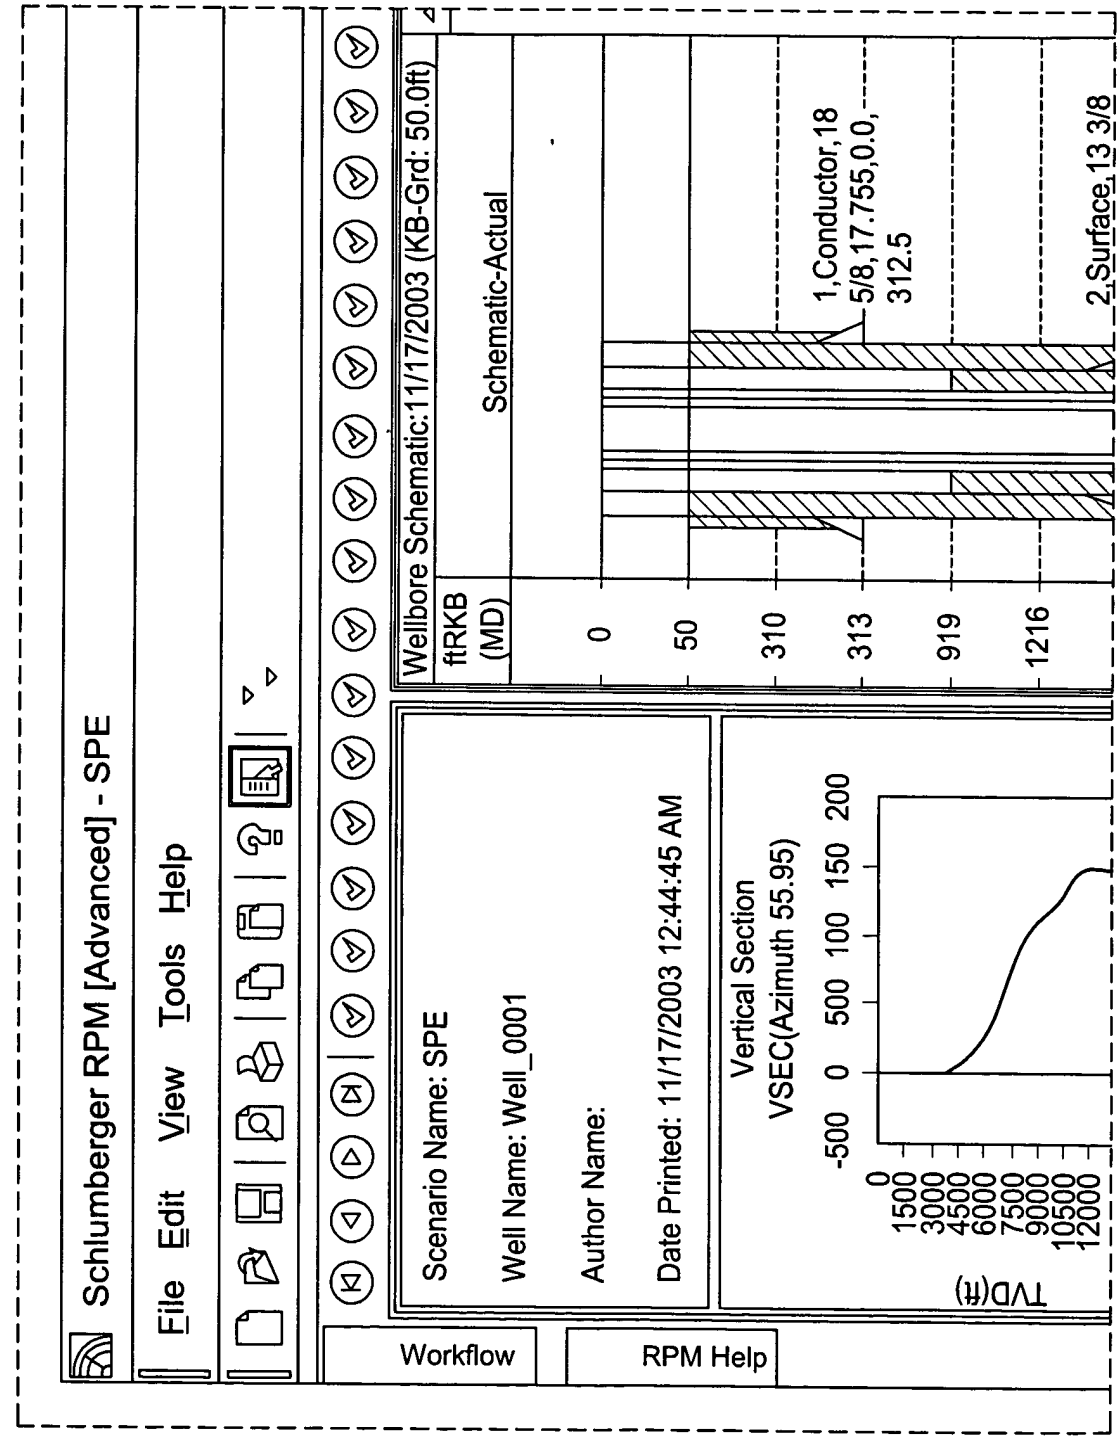 Schlumberger RPM [Advanced] - SPE
File Edit View Tools Help
Workflow
RPM Help
Scenario Name: SPE
Well Name: Well_0001
Author Name:
Date Printed: 11/17/2003 12:44:45 AM
Vertical Section
VSEC(Azimuth 55.95)
-500 0 500 100 150 200
TVD(ft)
0
1500
3000
4500
6000
7500
9000
10500
12000
Wellbore Schematic:11/17/2003 (KB-Grd: 50.0ft)
ftRKB
(MD)
Schematic-Actual
0
50
310
313
919
1216
1,Conductor,18
5/8,17.755,0.0,
312.5
2,Surface,13 3/8